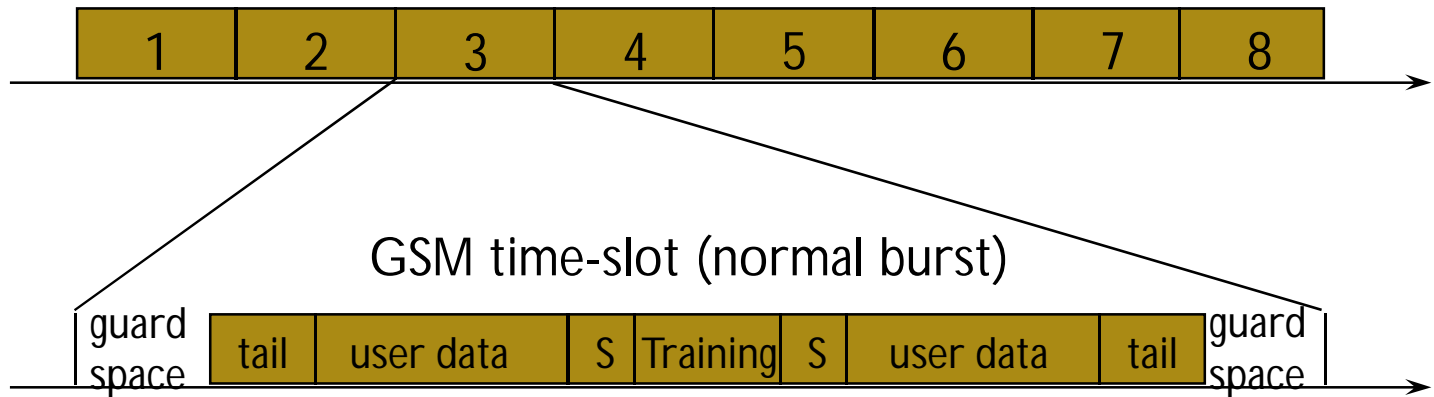 1 2 3 4 5 6 7 8
GSM time-slot (normal burst)
guard space tail user data S Training S user data tail guard space